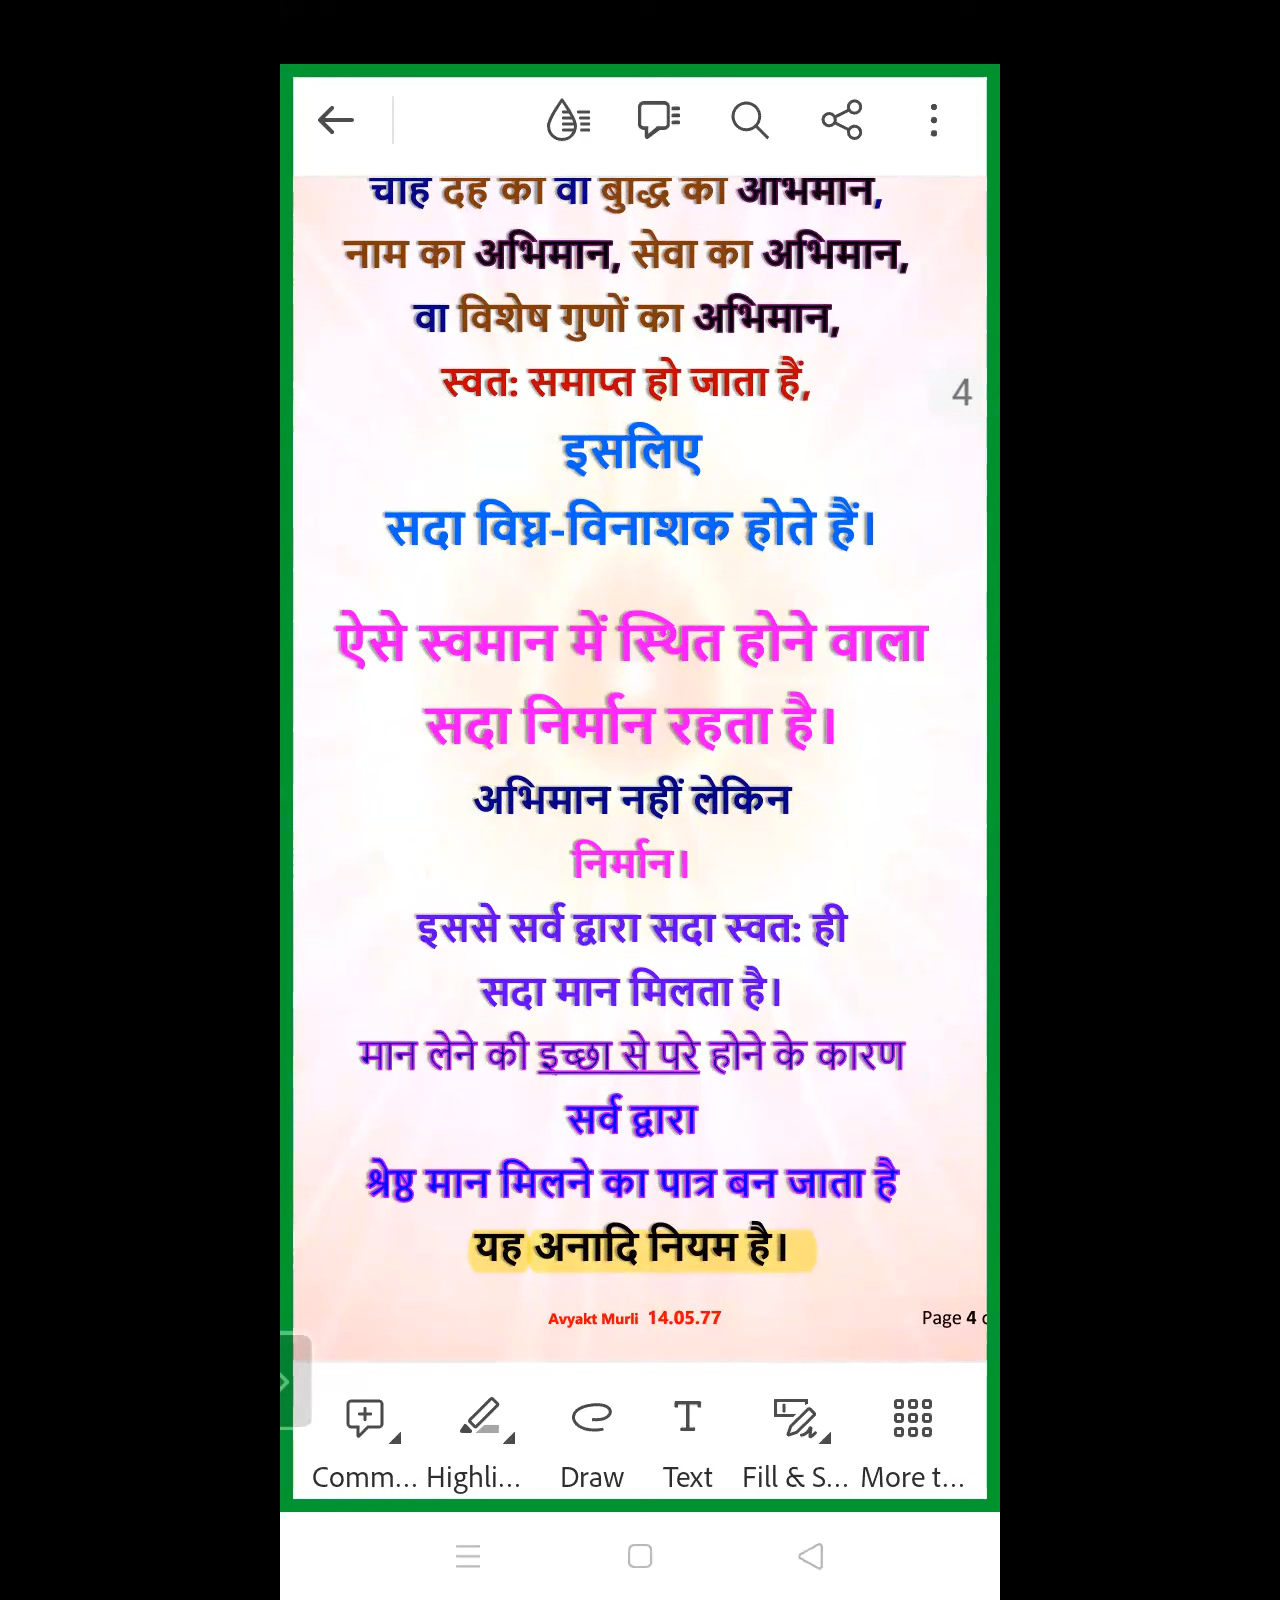 4
चाहे देह का वा बुद्धि का अभिमान,
नाम का अभिमान, सेवा का अभिमान,
वा विशेष गुणों का अभिमान,
स्वत: समाप्त हो जाता हैं,
इसलिए
सदा विघ्न-विनाशक होते हैं।
ऐसे स्वमान में स्थित होने वाला
सदा निर्मान रहता है।
अभिमान नहीं लेकिन
निर्मान।
इससे सर्व द्वारा सदा स्वत: ही
सदा मान मिलता है।
मान लेने की इच्छा से परे होने के कारण
सर्व द्वारा
श्रेष्ठ मान मिलने का पात्र बन जाता है
यह अनादि नियम है।
Avyakt Murli 14.05.77 Page 4
Comm... Highli... Draw Text Fill & S... More t...